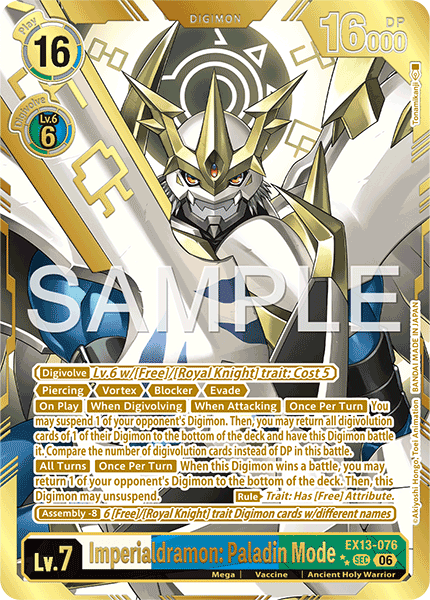 Play
16
DIGIMON
DP
16000
Digivolve
Lv.6
6
Tonamikanji
SAMPLE
Digivolve Lv.6 w/[Free]/[Royal Knight] trait: Cost 5
Piercing Vortex Blocker Evade
On Play When Digivolving When Attacking Once Per Turn You
may suspend 1 of your opponent's Digimon. Then, you may return all digivolution
cards of 1 of their Digimon to the bottom of the deck and have this Digimon battle
it. Compare the number of digivolution cards instead of DP in this battle.
All Turns Once Per Turn When this Digimon wins a battle, you may
return 1 of your opponent's Digimon to the bottom of the deck. Then, this
Digimon may unsuspend. Rule Trait: Has [Free] Attribute.
Assembly -8 6 [Free]/[Royal Knight] trait Digimon cards w/different names
©Akiyoshi Hongo, Toei Animation BANDAI MADE IN JAPAN
Lv.7
Imperialdramon: Paladin Mode
EX13-076
SEC 06
Mega Vaccine Ancient Holy Warrior